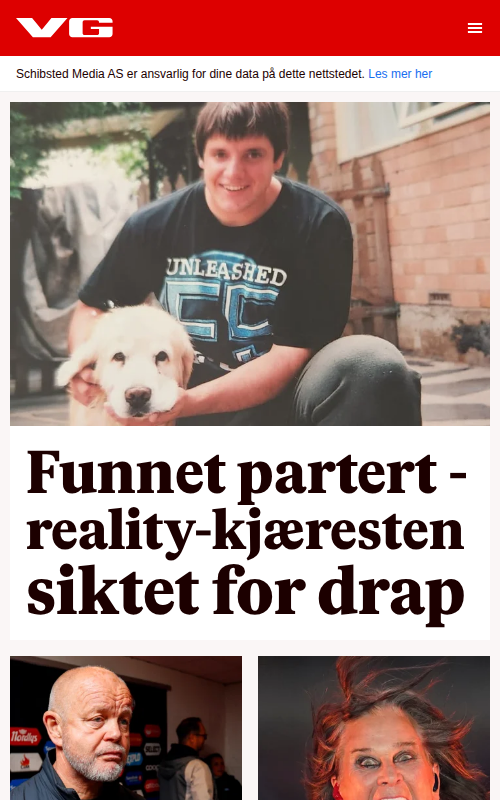 VG
Schibsted Media AS er ansvarlig for dine data på dette nettstedet. Les mer her
UNLEASHED
Funnet partert -
reality-kjæresten
siktet for drap
Nordlys